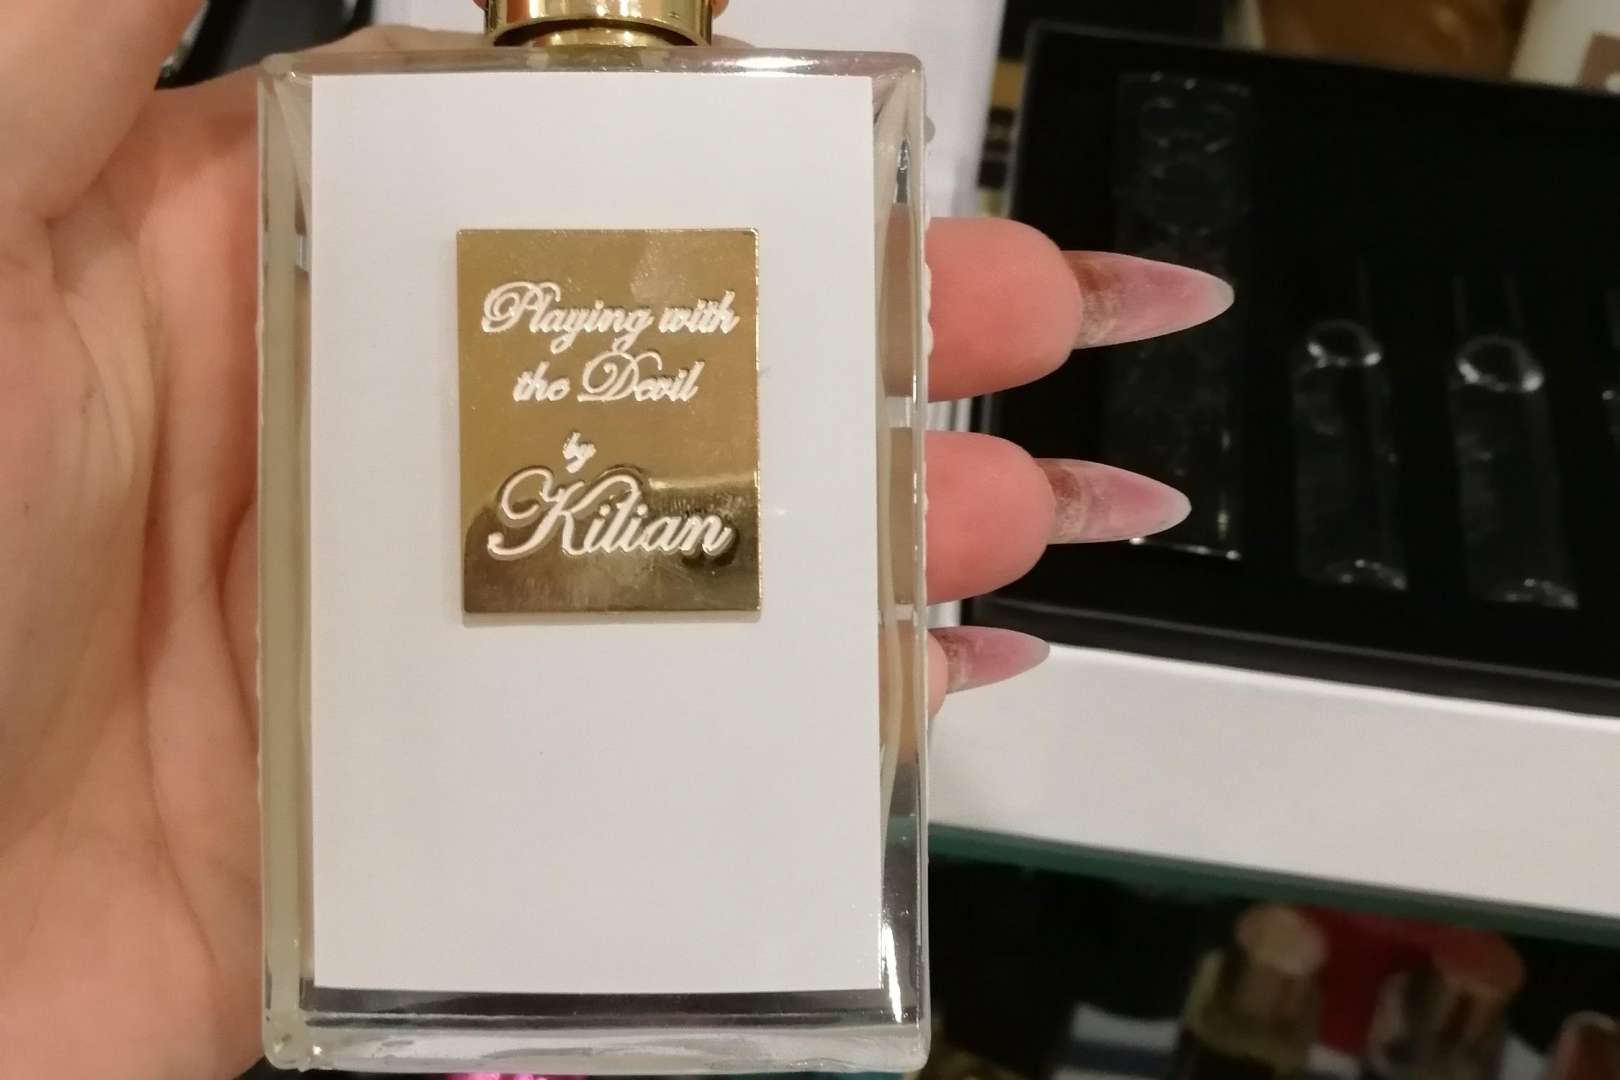 Playing with
the Devil
by
Kilian